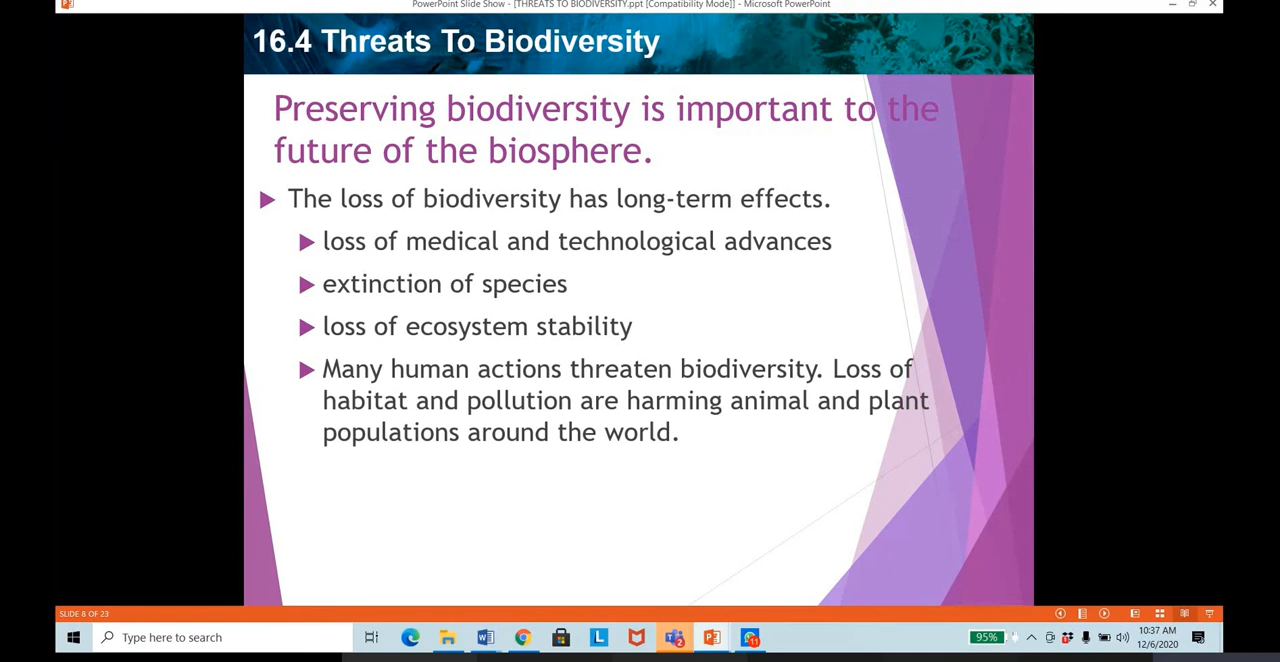 PowerPoint Slide Show - [THREATS TO BIODIVERSITY.ppt [Compatibility Mode]] - Microsoft PowerPoint
16.4 Threats To Biodiversity
Preserving biodiversity is important to the
future of the biosphere.
The loss of biodiversity has long-term effects.
loss of medical and technological advances
extinction of species
loss of ecosystem stability
Many human actions threaten biodiversity. Loss of
habitat and pollution are harming animal and plant
populations around the world.
SLIDE 8 OF 23
Type here to search
L
2
11
95%
10:37 AM
12/6/2020